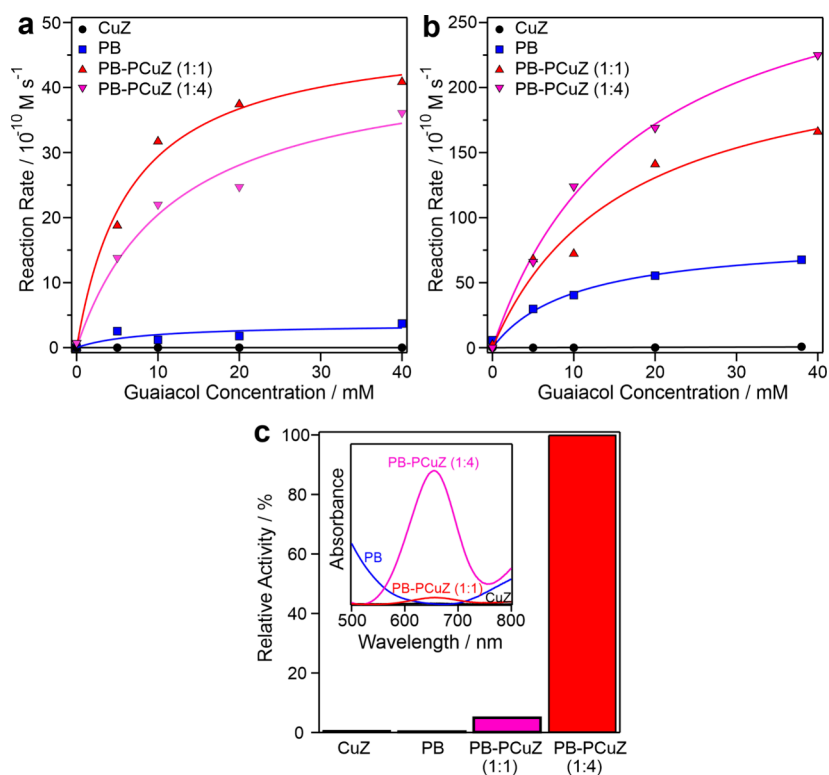 a
50
40
30
20
10
0
Reaction Rate / 10⁻¹⁰ M s⁻¹
CuZ
PB
PB-PCuZ (1:1)
PB-PCuZ (1:4)
0 10 20 30 40
Guaiacol Concentration / mM
b
250
200
150
100
50
0
Reaction Rate / 10⁻¹⁰ M s⁻¹
CuZ
PB
PB-PCuZ (1:1)
PB-PCuZ (1:4)
0 10 20 30 40
Guaiacol Concentration / mM
c
100
80
60
40
20
0
Relative Activity / %
Absorbance
PB-PCuZ (1:4)
PB
PB-PCuZ (1:1)
CuZ
500 600 700 800
Wavelength / nm
CuZ PB PB-PCuZ PB-PCuZ
(1:1) (1:4)